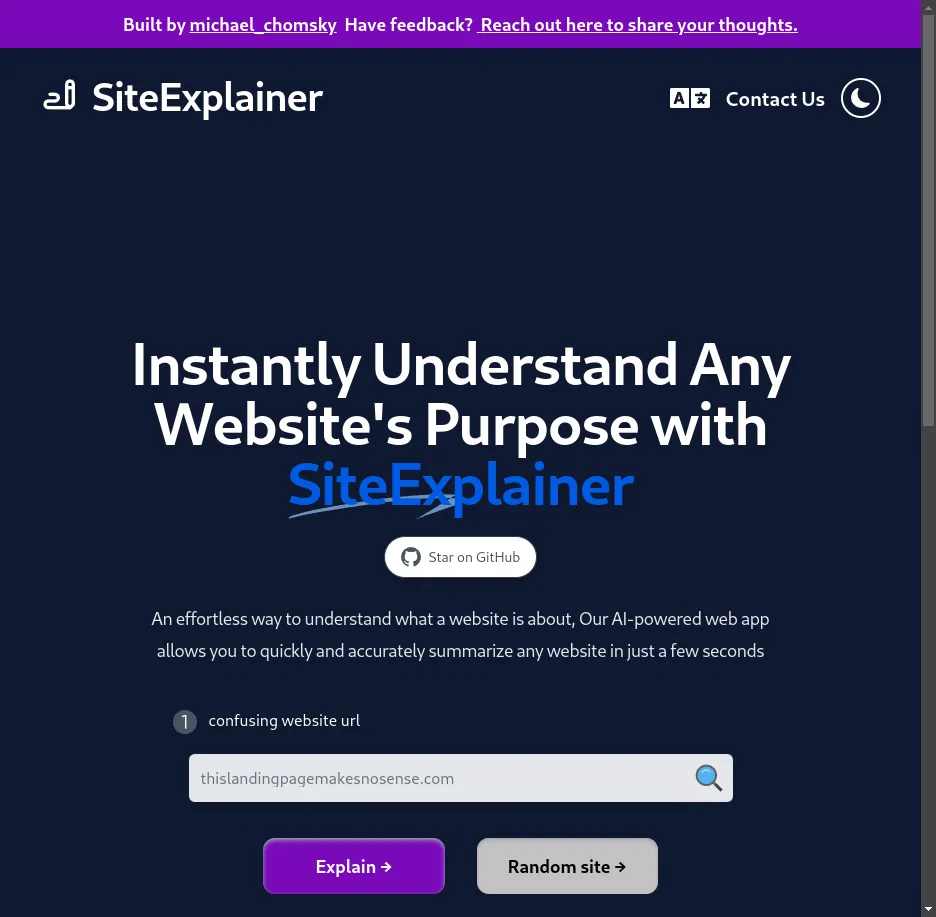 Built by michael_chomsky Have feedback? Reach out here to share your thoughts.
SiteExplainer
Contact Us
Instantly Understand Any
Website's Purpose with
SiteExplainer
Star on GitHub
An effortless way to understand what a website is about, Our AI-powered web app
allows you to quickly and accurately summarize any website in just a few seconds
1 confusing website url
thislandingpagemakesnosense.com
Explain →
Random site →